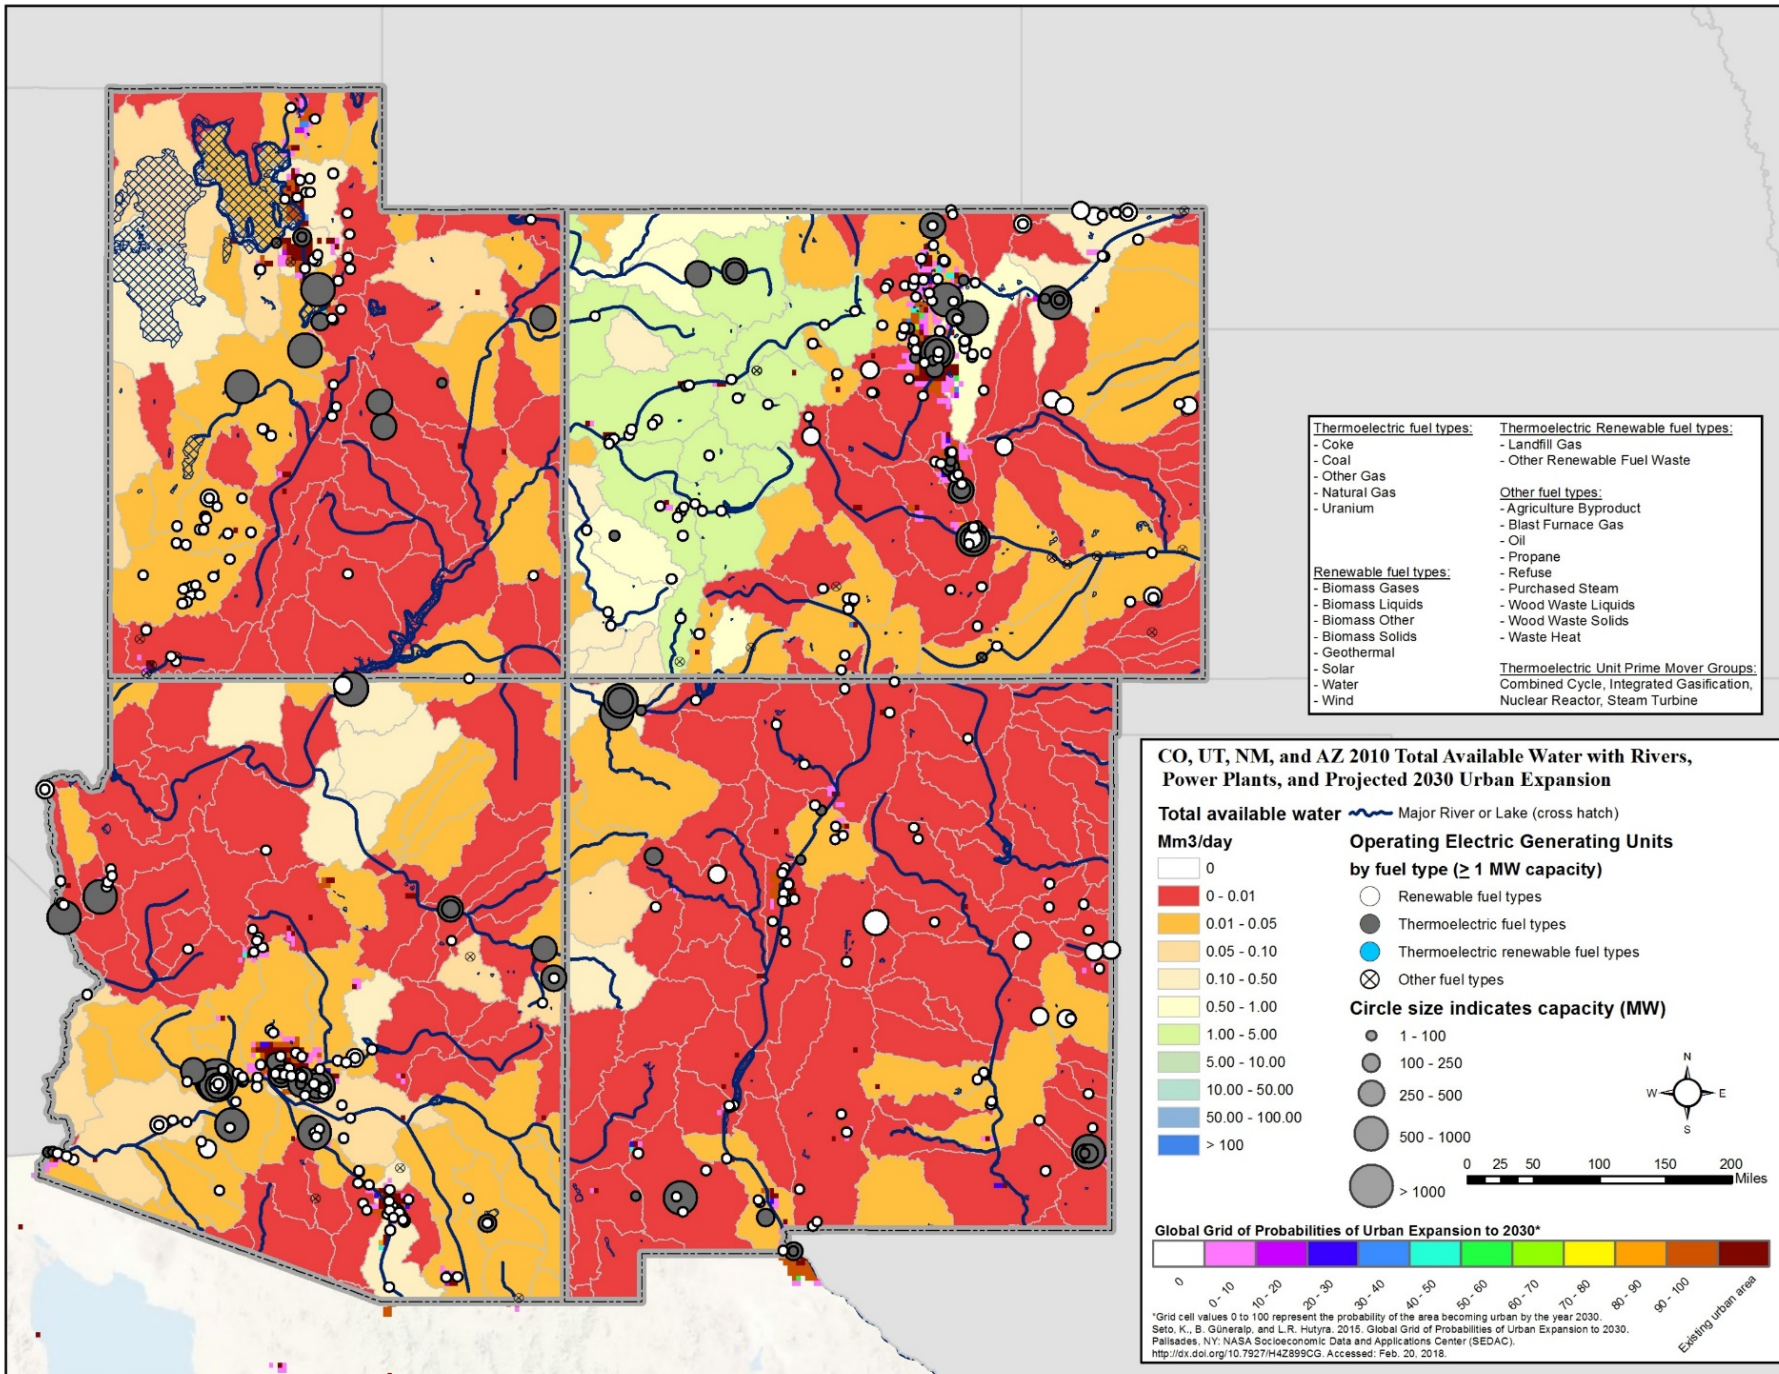 Thermoelectric fuel types:
- Coke
- Coal
- Other Gas
- Natural Gas
- Uranium
Renewable fuel types:
- Biomass Gases
- Biomass Liquids
- Biomass Other
- Biomass Solids
- Geothermal
- Solar
- Water
- Wind
Thermoelectric Renewable fuel types:
- Landfill Gas
- Other Renewable Fuel Waste
Other fuel types:
- Agriculture Byproduct
- Blast Furnace Gas
- Oil
- Propane
- Refuse
- Purchased Steam
- Wood Waste Liquids
- Wood Waste Solids
- Waste Heat
Thermoelectric Unit Prime Mover Groups:
Combined Cycle, Integrated Gasification,
Nuclear Reactor, Steam Turbine
CO, UT, NM, and AZ 2010 Total Available Water with Rivers,
Power Plants, and Projected 2030 Urban Expansion
Total available water
Mm3/day
0
0 - 0.01
0.01 - 0.05
0.05 - 0.10
0.10 - 0.50
0.50 - 1.00
1.00 - 5.00
5.00 - 10.00
10.00 - 50.00
50.00 - 100.00
> 100
Major River or Lake (cross hatch)
Operating Electric Generating Units
by fuel type (≥ 1 MW capacity)
Renewable fuel types
Thermoelectric fuel types
Thermoelectric renewable fuel types
Other fuel types
Circle size indicates capacity (MW)
1 - 100
100 - 250
250 - 500
500 - 1000
> 1000
N
W E
S
0 25 50 100 150 200
Miles
Global Grid of Probabilities of Urban Expansion to 2030*
0
0 - 10
10 - 20
20 - 30
30 - 40
40 - 50
50 - 60
60 - 70
70 - 80
80 - 90
90 - 100
Existing urban area
*Grid cell values 0 to 100 represent the probability of the area becoming urban by the year 2030.
Seto, K., B. Güneralp, and L.R. Hutyra. 2015. Global Grid of Probabilities of Urban Expansion to 2030.
Palisades, NY: NASA Socioeconomic Data and Applications Center (SEDAC).
http://dx.doi.org/10.7927/H4Z899CG. Accessed: Feb. 20, 2018.